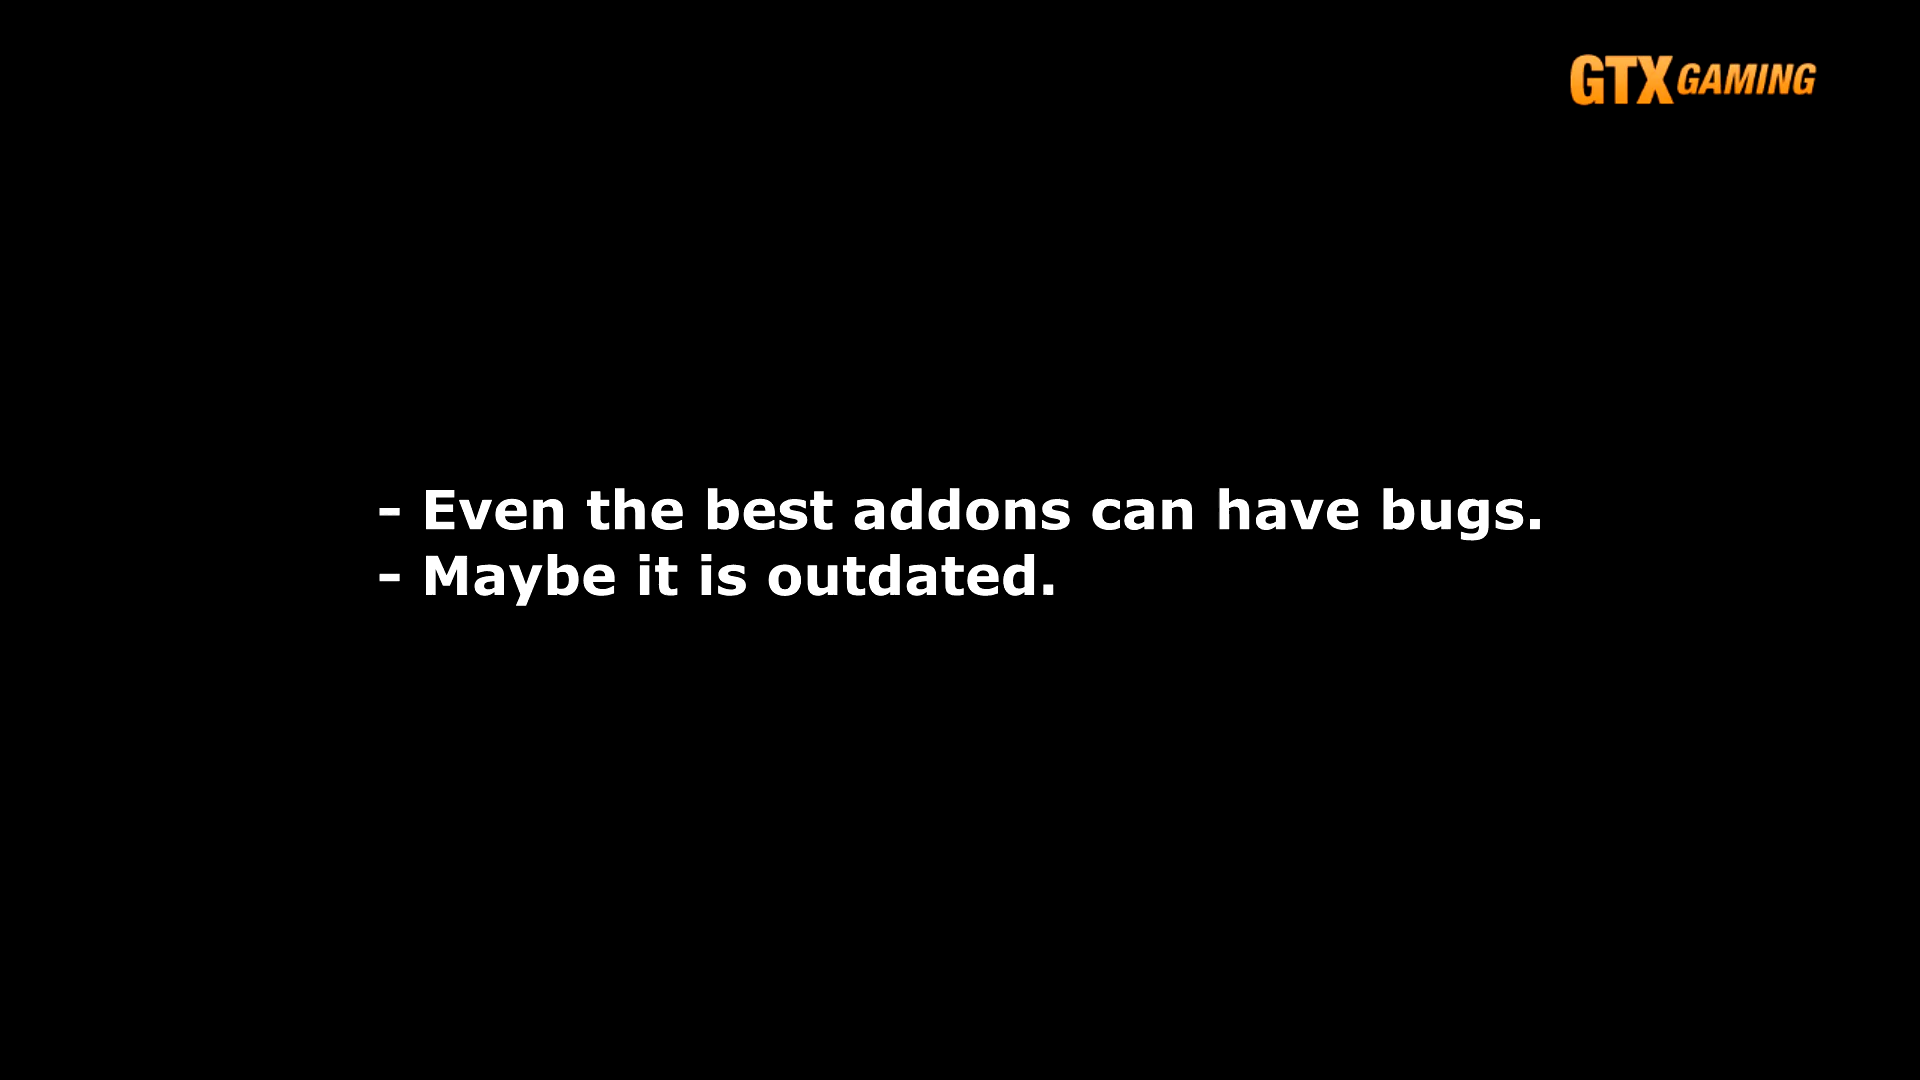 GTX GAMING
- Even the best addons can have bugs.
- Maybe it is outdated.